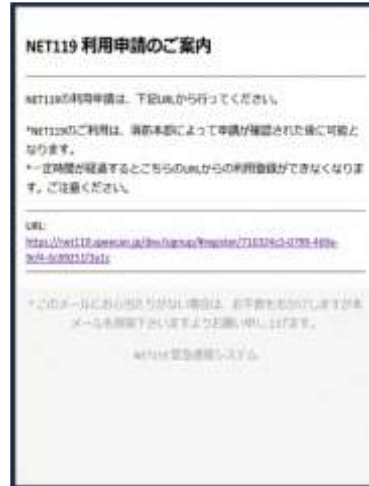 NET119 利用申請のご案内
NET119の利用申請は、下記URLから行ってください。
*NET119のご利用は、消防本部によって申請が確認された後に可能と
なります。
*一定時間が経過するとこちらのURLからの利用登録ができなくなりま
す。ご注意ください。
URL:
*このメールにお心当たりがない場合は、お手数をおかけしますが本
メールを削除下さいますようお願い申し上げます。
NET119 緊急通報システム